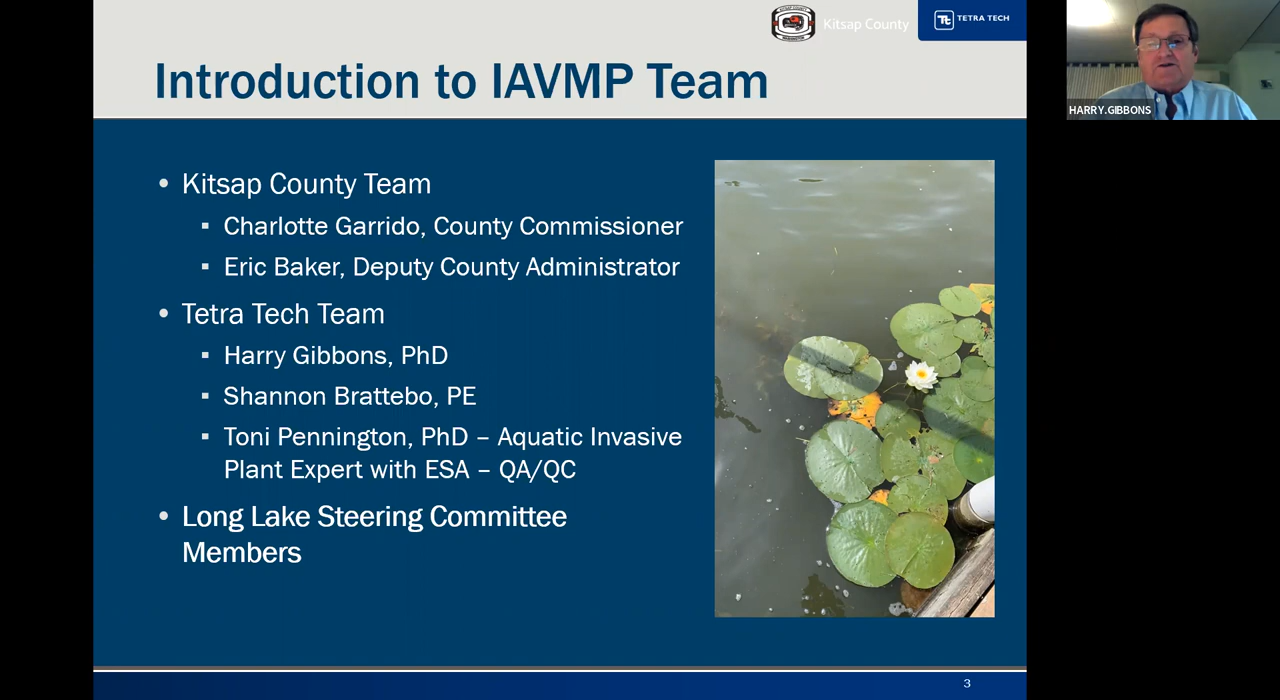 Kitsap County
TETRA TECH
Introduction to IAVMP Team
HARRY.GIBBONS
• Kitsap County Team
▪ Charlotte Garrido, County Commissioner
▪ Eric Baker, Deputy County Administrator
• Tetra Tech Team
▪ Harry Gibbons, PhD
▪ Shannon Brattebo, PE
▪ Toni Pennington, PhD – Aquatic Invasive
Plant Expert with ESA – QA/QC
• Long Lake Steering Committee
Members
3